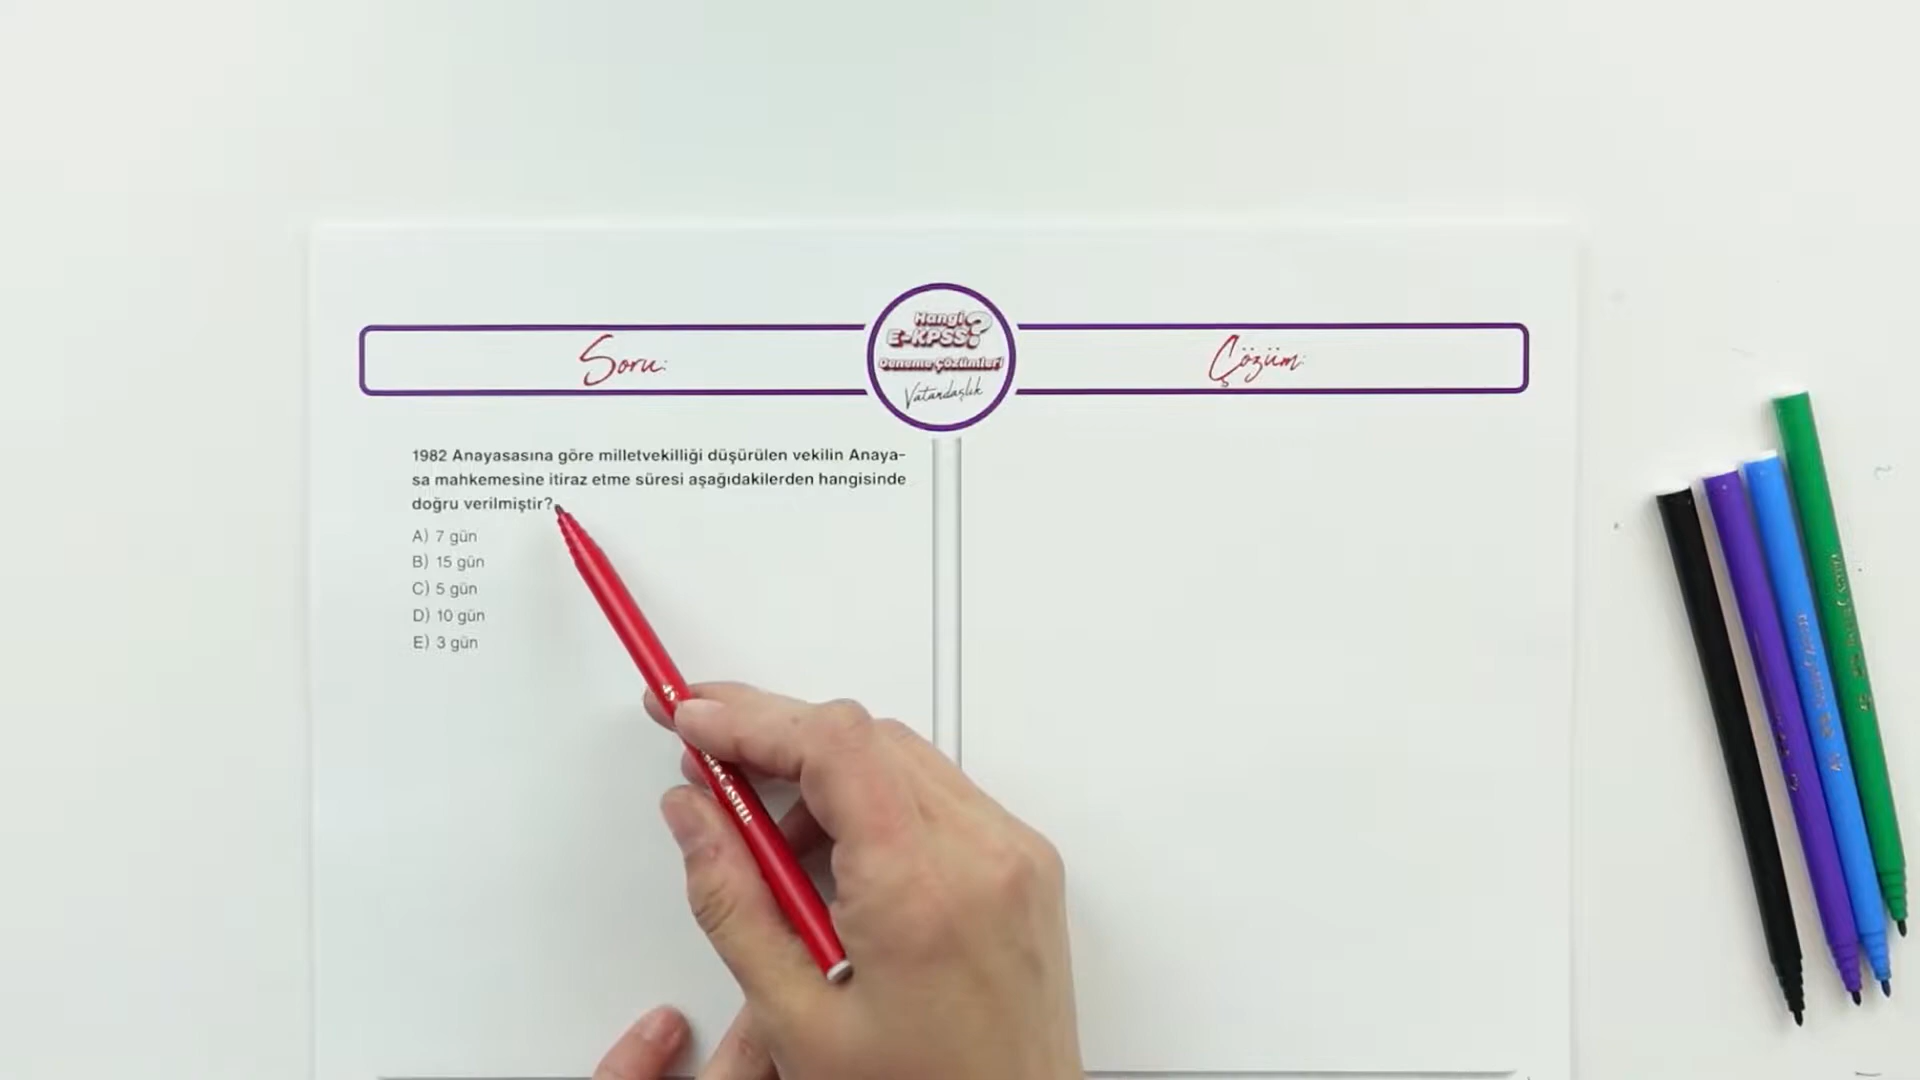 Soru:
Hangi
E-KPSS?
Deneme Çözümleri
Vatandaşlık
Çözüm:
1982 Anayasasına göre milletvekilliği düşürülen vekilin Anaya-
sa mahkemesine itiraz etme süresi aşağıdakilerden hangisinde
doğru verilmiştir?
A) 7 gün
B) 15 gün
C) 5 gün
D) 10 gün
E) 3 gün